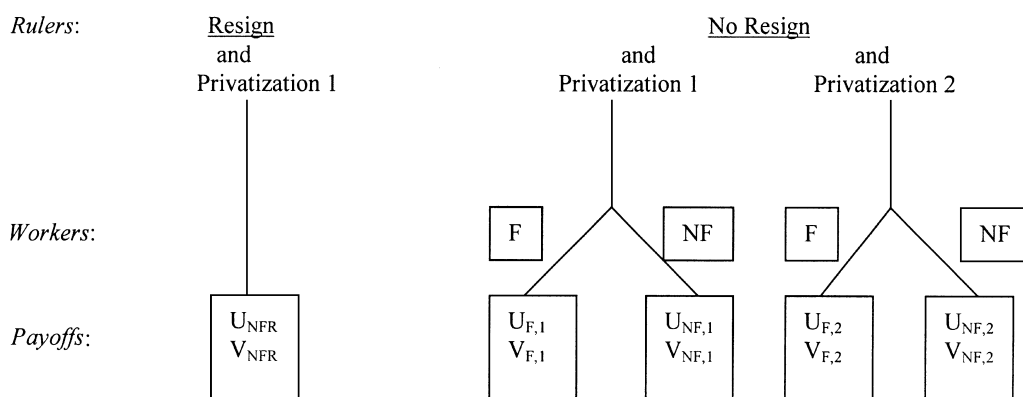 Rulers: Resign No Resign
and and and
Privatization 1 Privatization 1 Privatization 2
Workers: F NF F NF
Payoffs: U_NFR U_F,1 U_NF,1 U_F,2 U_NF,2
V_NFR V_F,1 V_NF,1 V_F,2 V_NF,2